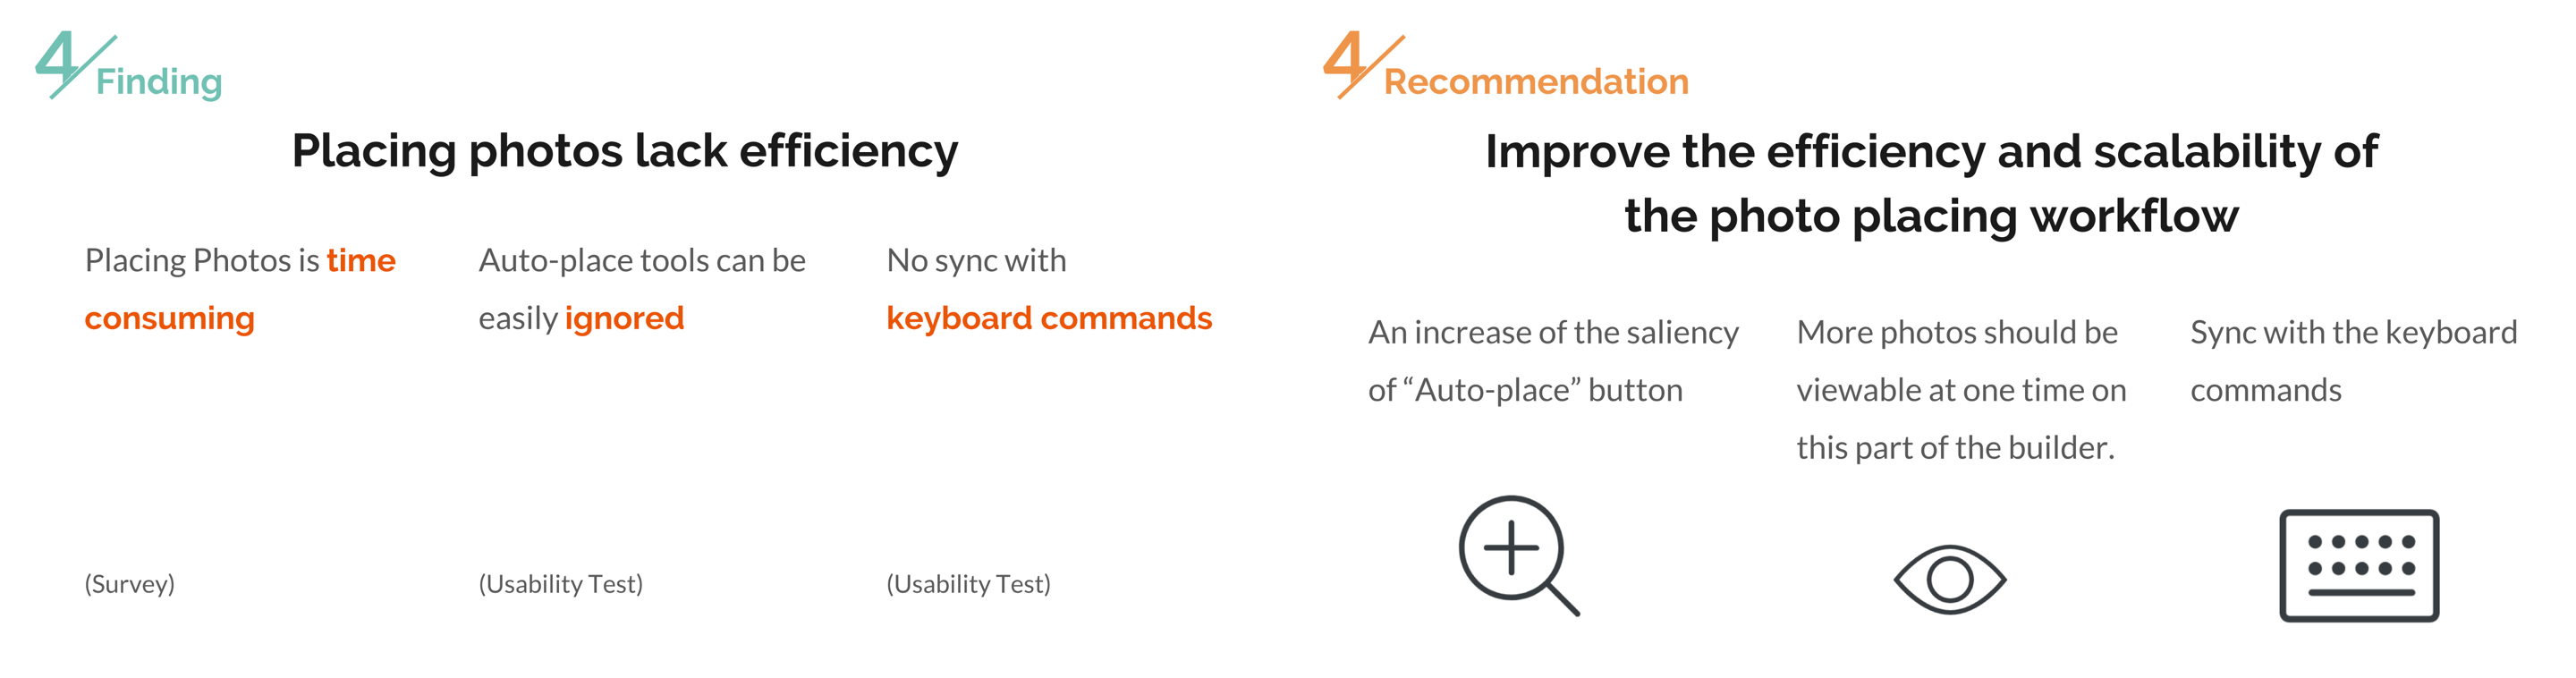 4/Finding
Placing photos lack efficiency
Placing Photos is time
consuming
(Survey)
Auto-place tools can be
easily ignored
(Usability Test)
No sync with
keyboard commands
(Usability Test)
4/Recommendation
Improve the efficiency and scalability of
the photo placing workflow
An increase of the saliency
of “Auto-place” button
More photos should be
viewable at one time on
this part of the builder.
Sync with the keyboard
commands